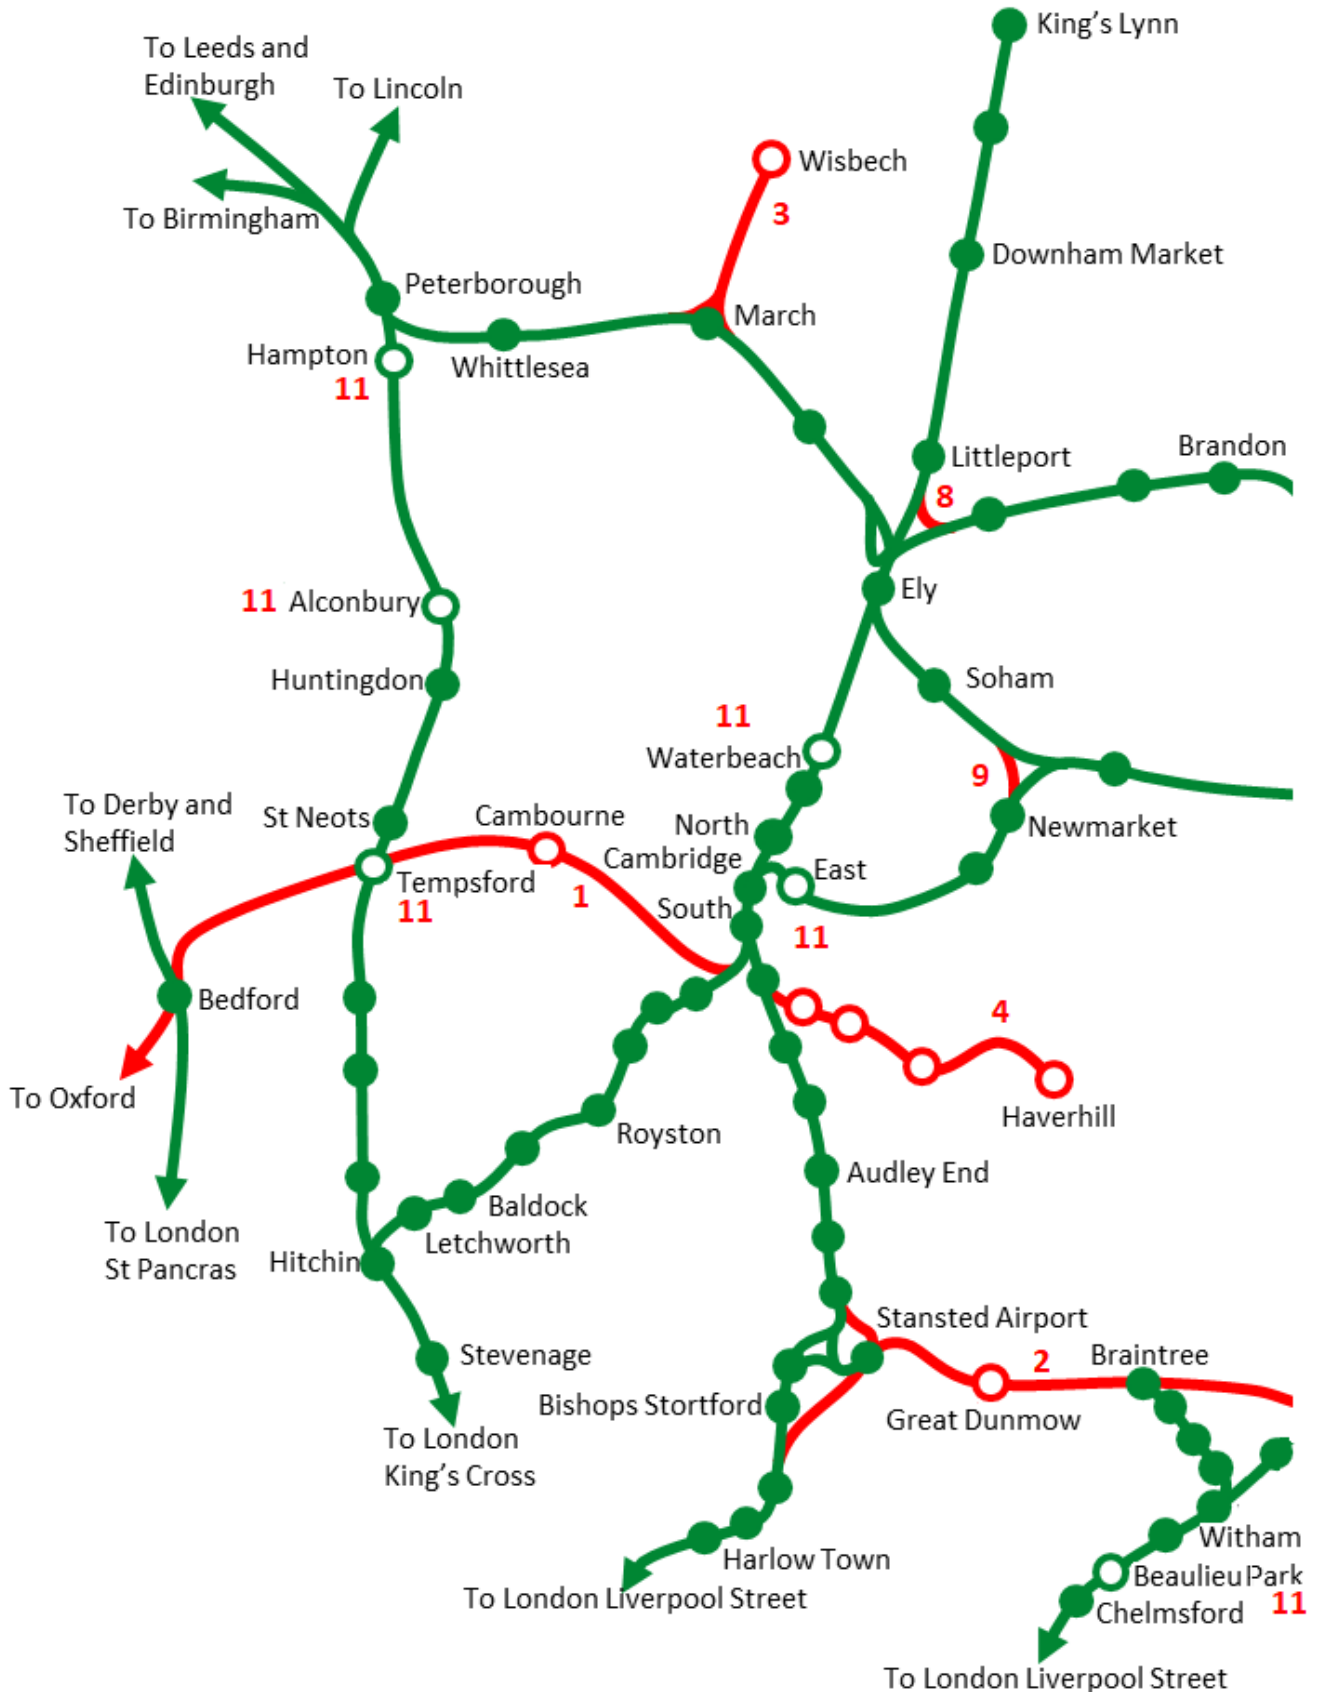 King's Lynn
To Leeds and
Edinburgh
To Lincoln
Wisbech
3
To Birmingham
Downham Market
Peterborough
March
Hampton
11
Whittlesea
Brandon
Littleport
8
Ely
11 Alconbury
Huntingdon
Soham
11
Waterbeach
9
To Derby and
Sheffield
St Neots
Cambourne
North
Newmarket
Cambridge
East
Tempsford
11
1
South
11
Bedford
4
To Oxford
Haverhill
Royston
Audley End
Baldock
Letchworth
To London
St Pancras
Hitchin
Stansted Airport
Stevenage
2
Braintree
Bishops Stortford
Great Dunmow
To London
King's Cross
Witham
Harlow Town
Beaulieu Park
11
To London Liverpool Street
Chelmsford
To London Liverpool Street